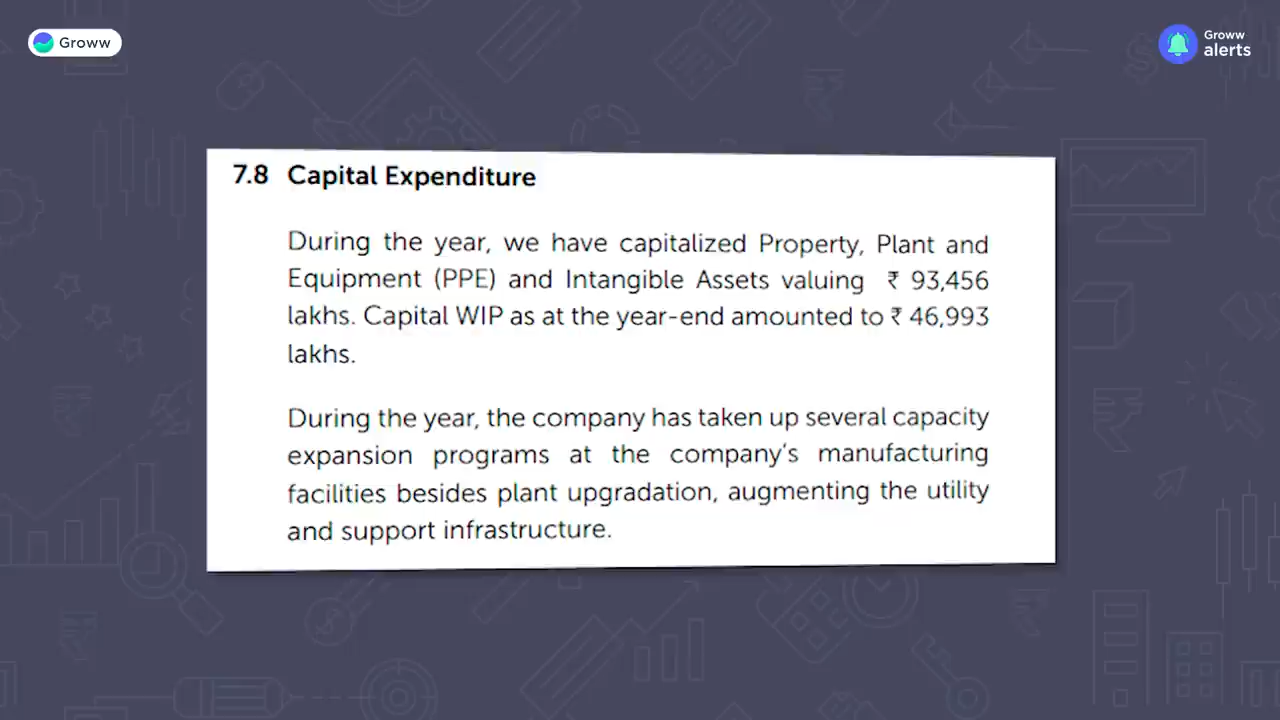 Groww
Groww
alerts
7.8 Capital Expenditure
During the year, we have capitalized Property, Plant and
Equipment (PPE) and Intangible Assets valuing ₹ 93,456
lakhs. Capital WIP as at the year-end amounted to ₹ 46,993
lakhs.
During the year, the company has taken up several capacity
expansion programs at the company's manufacturing
facilities besides plant upgradation, augmenting the utility
and support infrastructure.